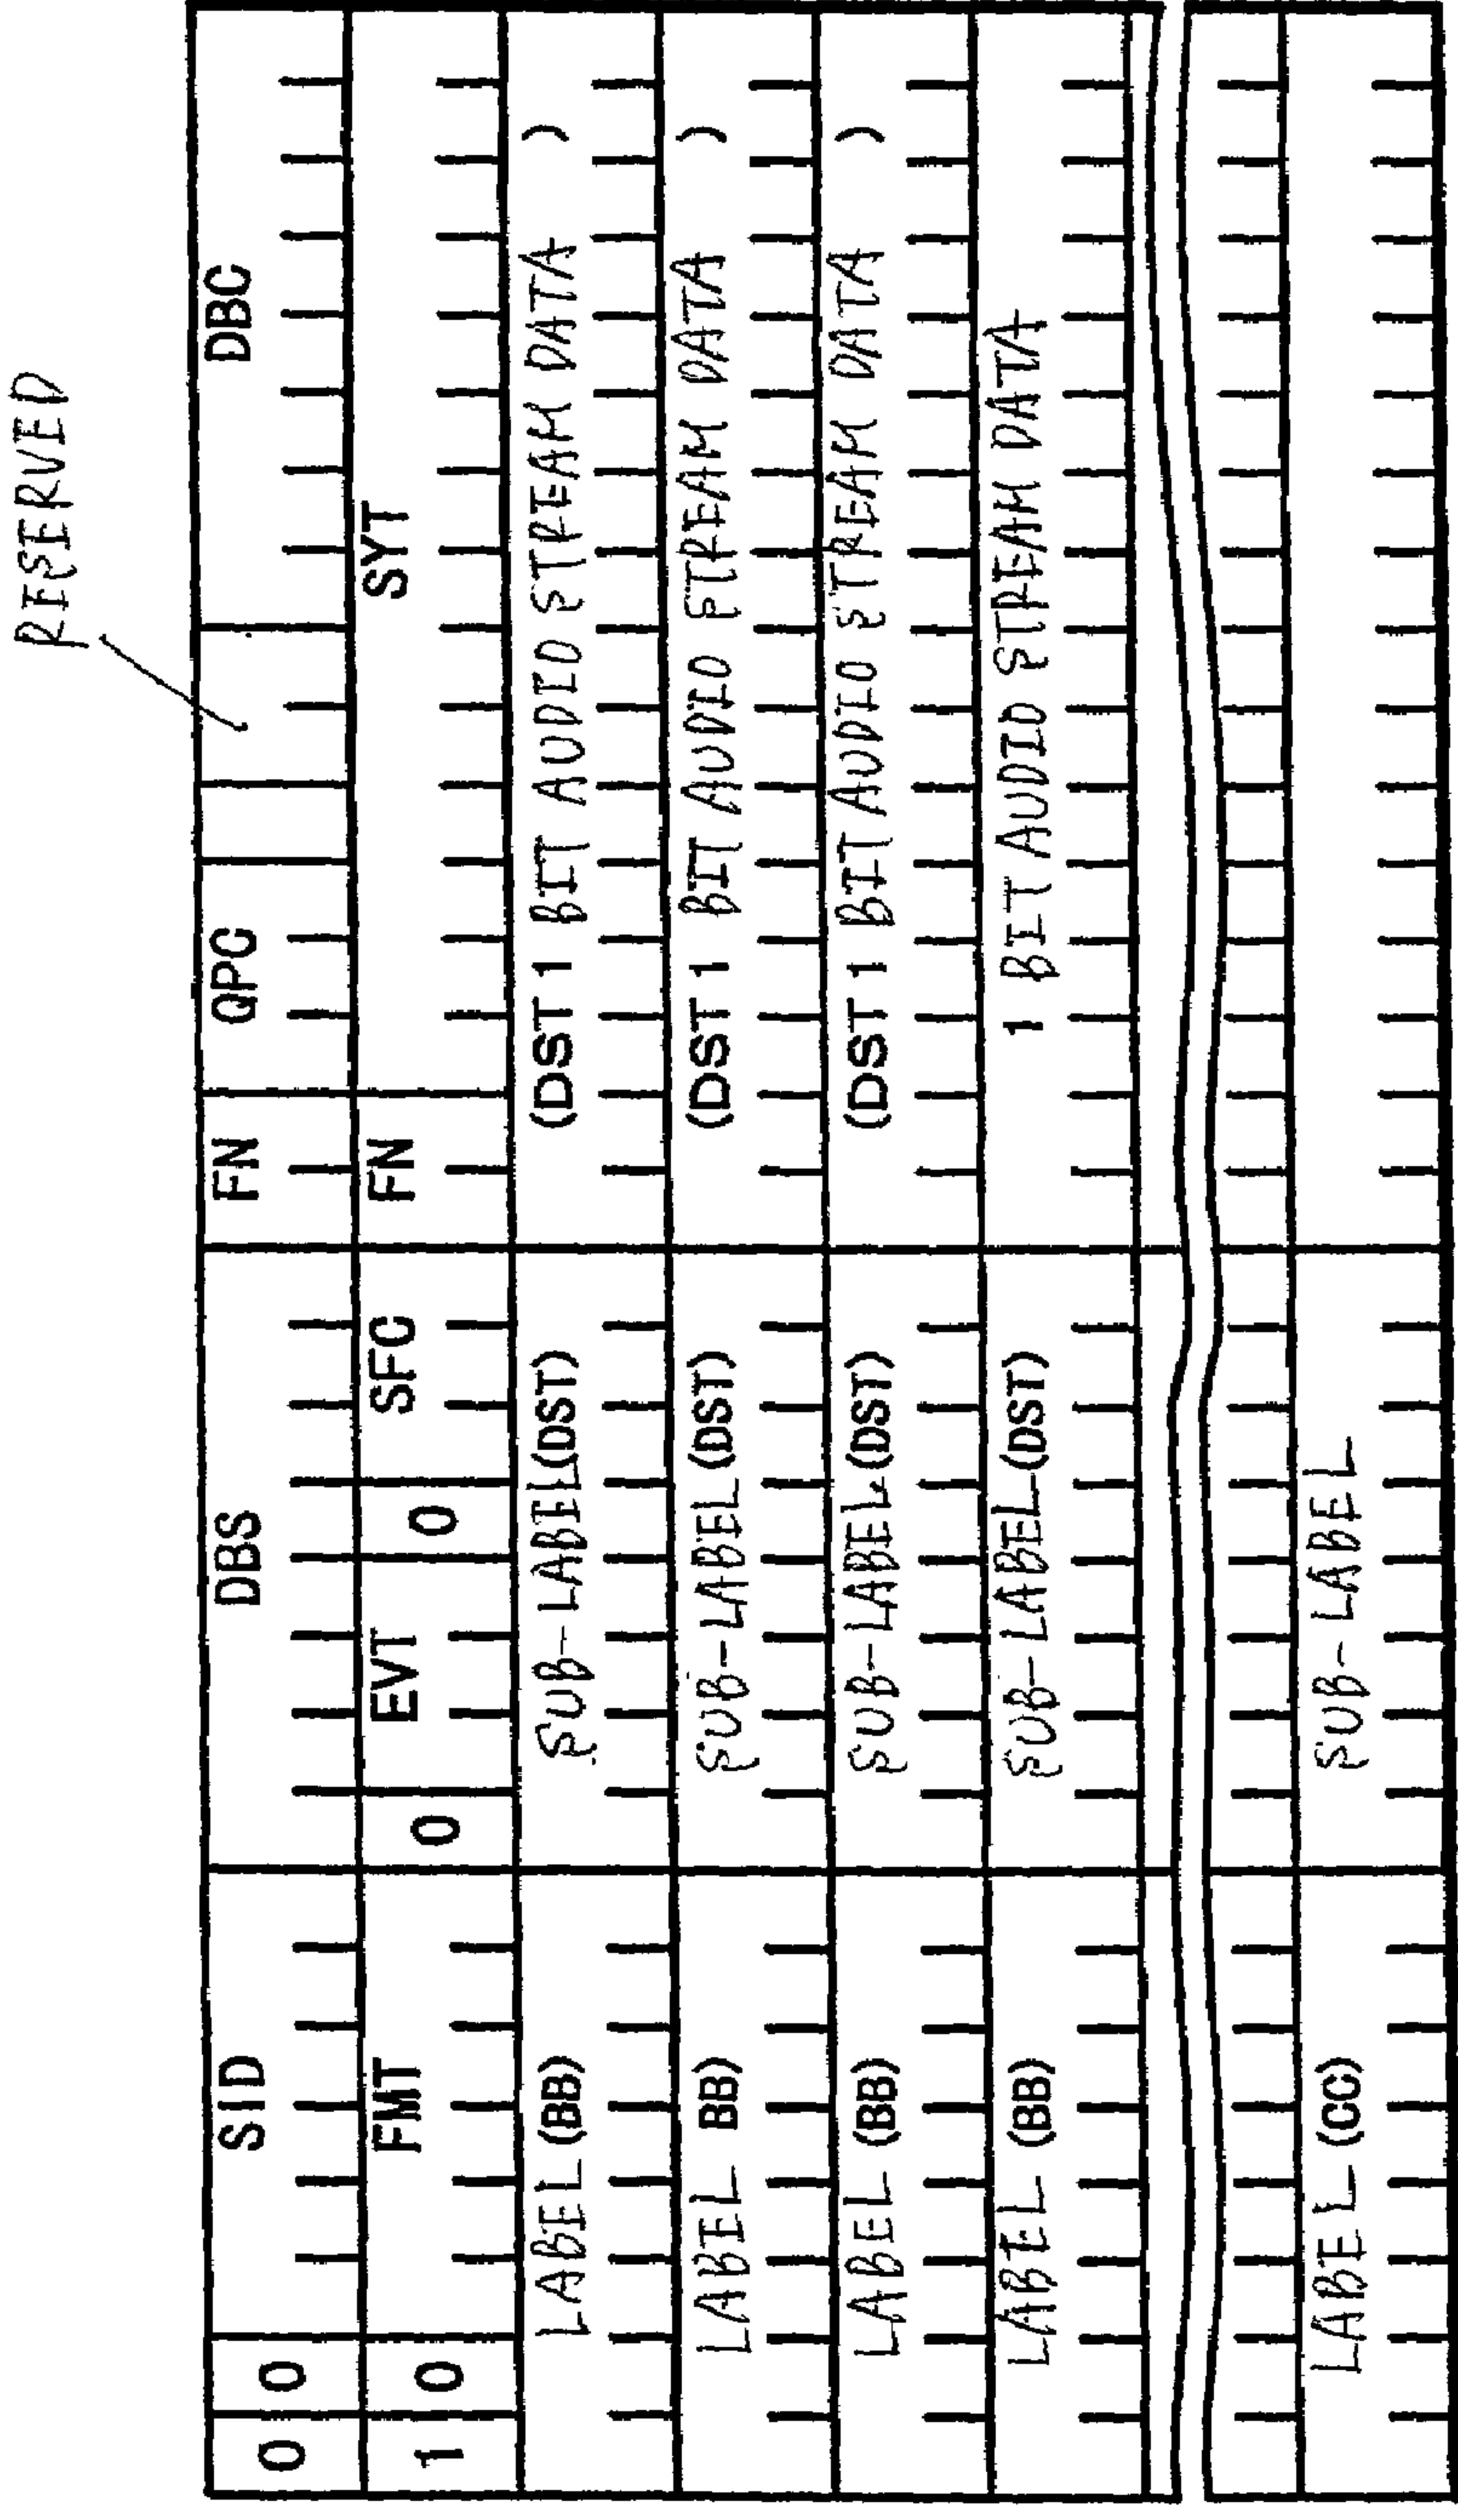 RESERVED
0 0 SID DBS FN QPC DBC
1 0 FMT 0 EVT 0 SFC FN SYT
LABEL (BB) SUB-LABEL (DST) (DST 1 BIT AUDIO STREAM DATA )
LABEL BB) SUB-LABEL (DST) (DST 1 BIT AUDIO STREAM DATA )
LABEL (BB) SUB-LABEL (DST) (DST 1 BIT AUDIO STREAM DATA )
LABEL (BB) SUB-LABEL (DST) 1 BIT AUDIO STREAM DATA
LABEL (CC) SUB-LABEL